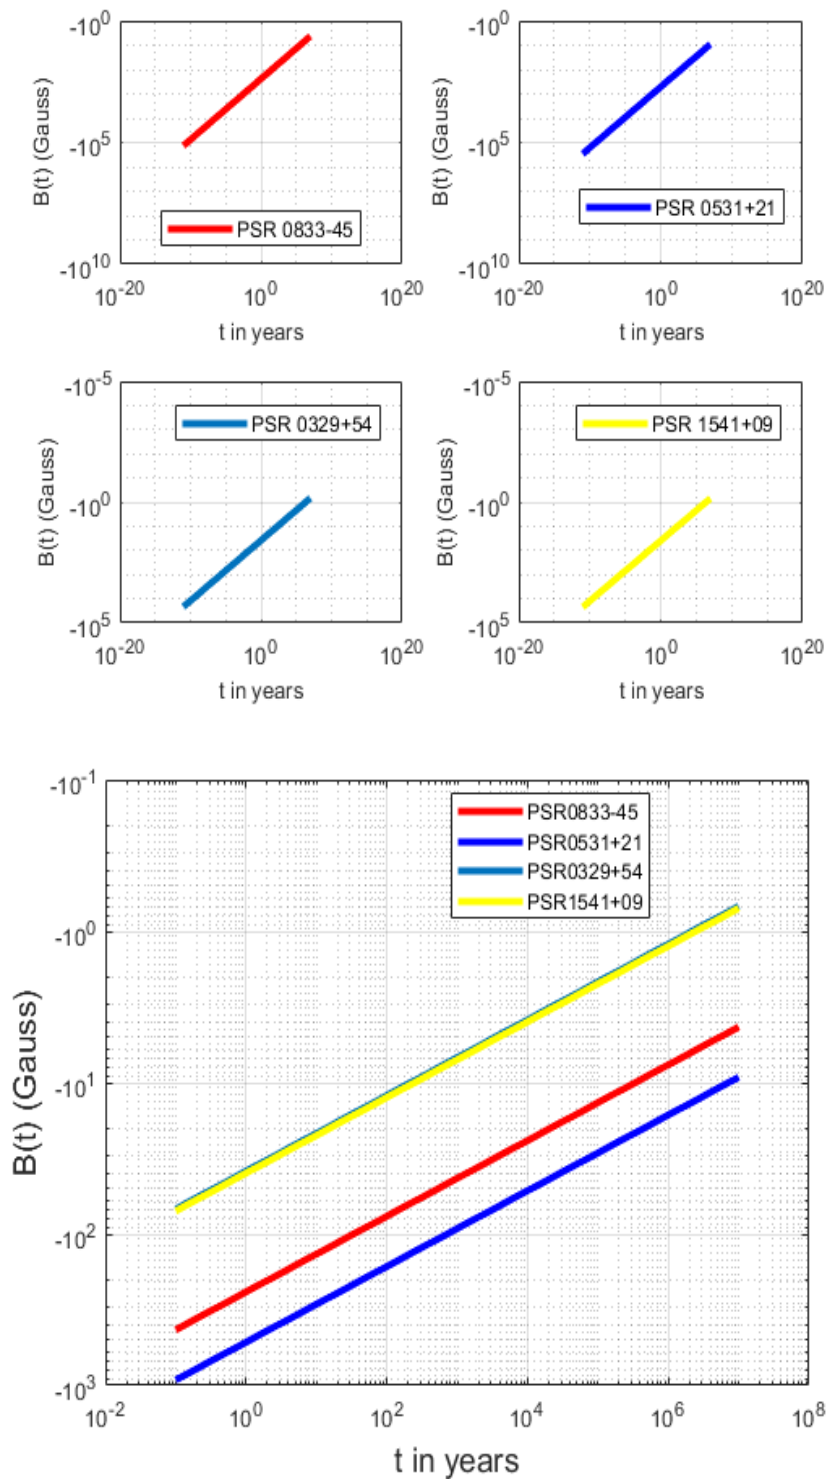 -10^0
-10^5
-10^10
B(t) (Gauss)
PSR 0833-45
10^-20
10^0
10^20
t in years
-10^0
-10^5
-10^10
B(t) (Gauss)
PSR 0531+21
10^-20
10^0
10^20
t in years
-10^-5
-10^0
-10^5
B(t) (Gauss)
PSR 0329+54
10^-20
10^0
10^20
t in years
-10^-5
-10^0
-10^5
B(t) (Gauss)
PSR 1541+09
10^-20
10^0
10^20
t in years
-10^-1
-10^0
-10^1
-10^2
-10^3
B(t) (Gauss)
PSR0833-45
PSR0531+21
PSR0329+54
PSR1541+09
10^-2
10^0
10^2
10^4
10^6
10^8
t in years